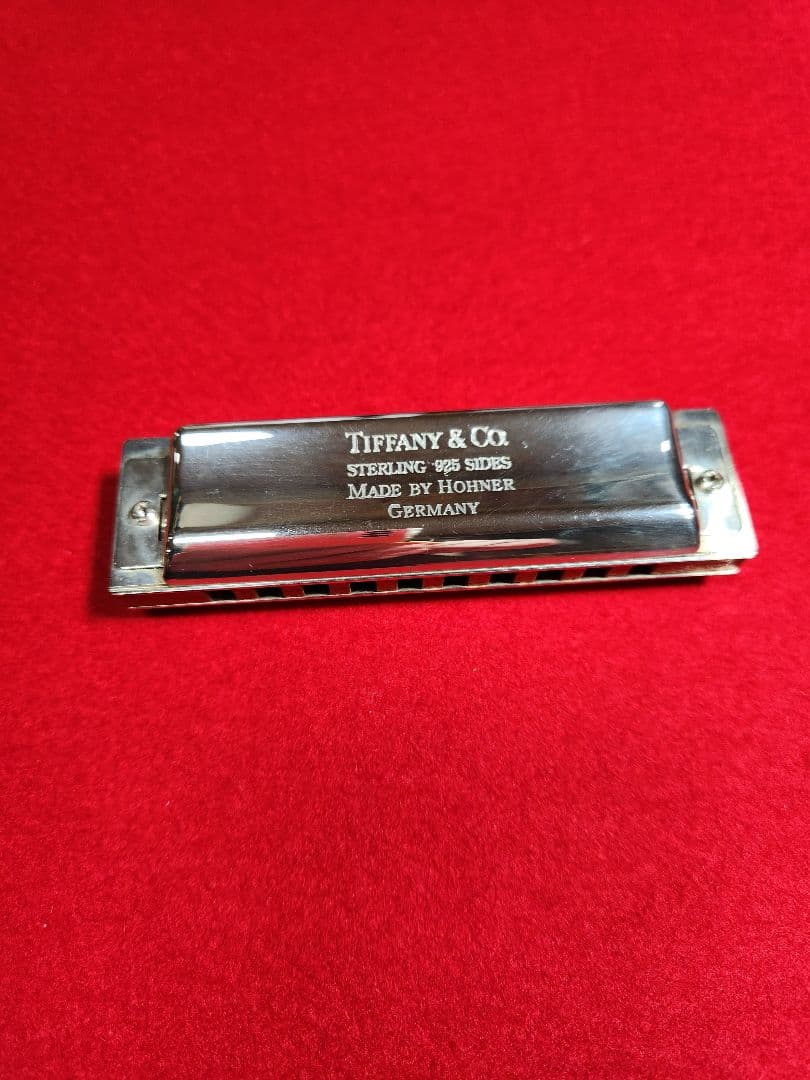 TIFFANY & CO.
STERLING 925 SIDES
MADE BY HOHNER
GERMANY